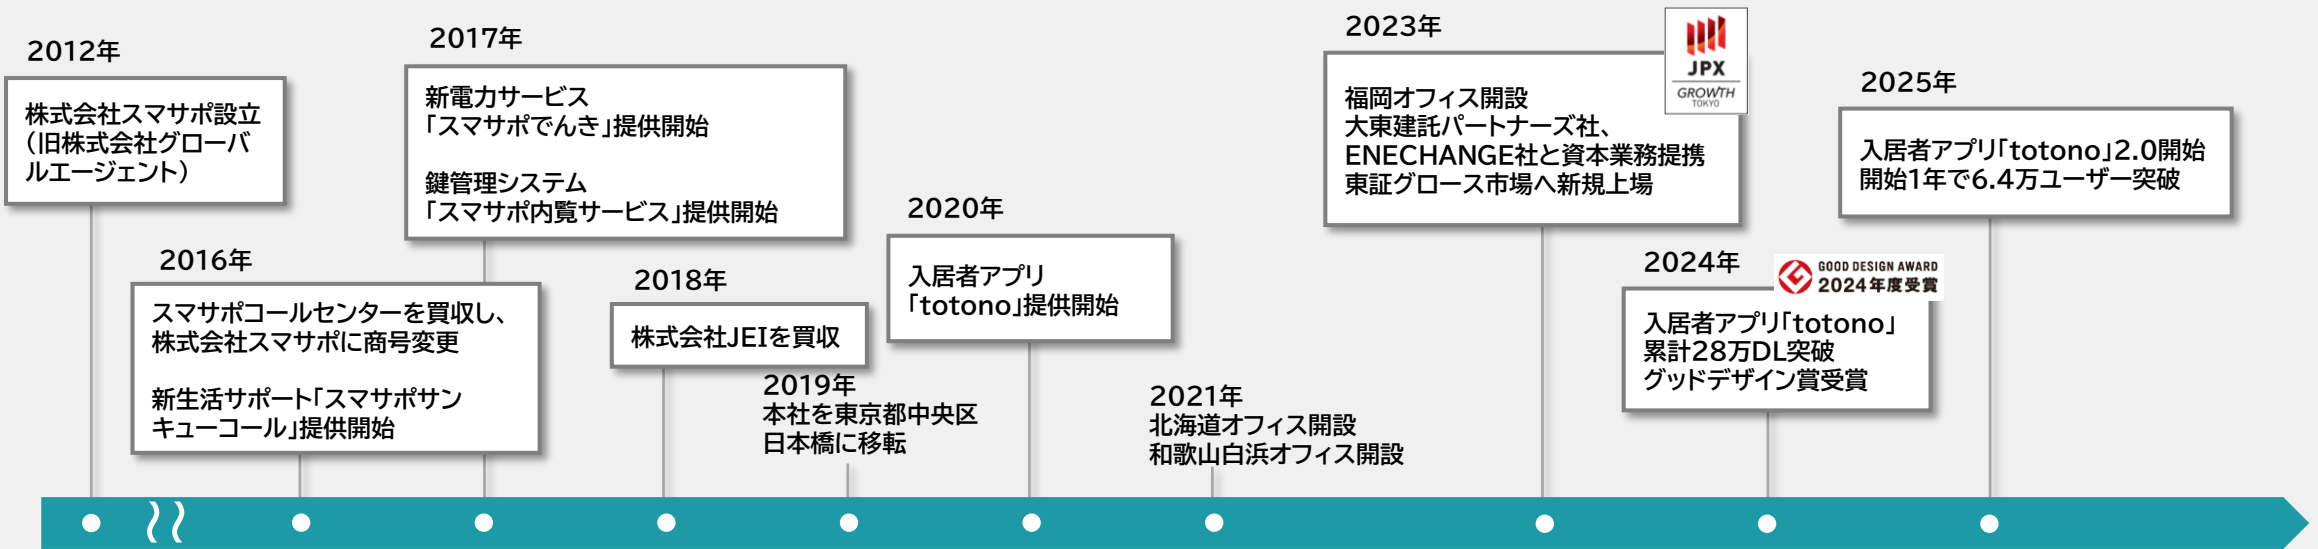 2012年
株式会社スマサポ設立
(旧株式会社グローバ
ルエージェント)
2016年
スマサポコールセンターを買収し、
株式会社スマサポに商号変更
新生活サポート「スマサポサン
キューコール」提供開始
2017年
新電力サービス
「スマサポでんき」提供開始
鍵管理システム
「スマサポ内覧サービス」提供開始
2018年
株式会社JEIを買収
2019年
本社を東京都中央区
日本橋に移転
2020年
入居者アプリ
「totono」提供開始
2021年
北海道オフィス開設
和歌山白浜オフィス開設
2023年
JPX
GROWTH
TOKYO
福岡オフィス開設
大東建託パートナーズ社、
ENECHANGE社と資本業務提携
東証グロース市場へ新規上場
2024年
GOOD DESIGN AWARD
2024年度受賞
入居者アプリ「totono」
累計28万DL突破
グッドデザイン賞受賞
2025年
入居者アプリ「totono」2.0開始
開始1年で6.4万ユーザー突破